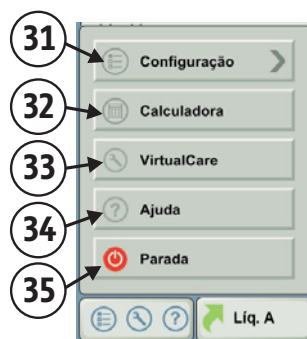 31
Configuração
32
Calculadora
33
VirtualCare
34
Ajuda
35
Parada
Líq. A